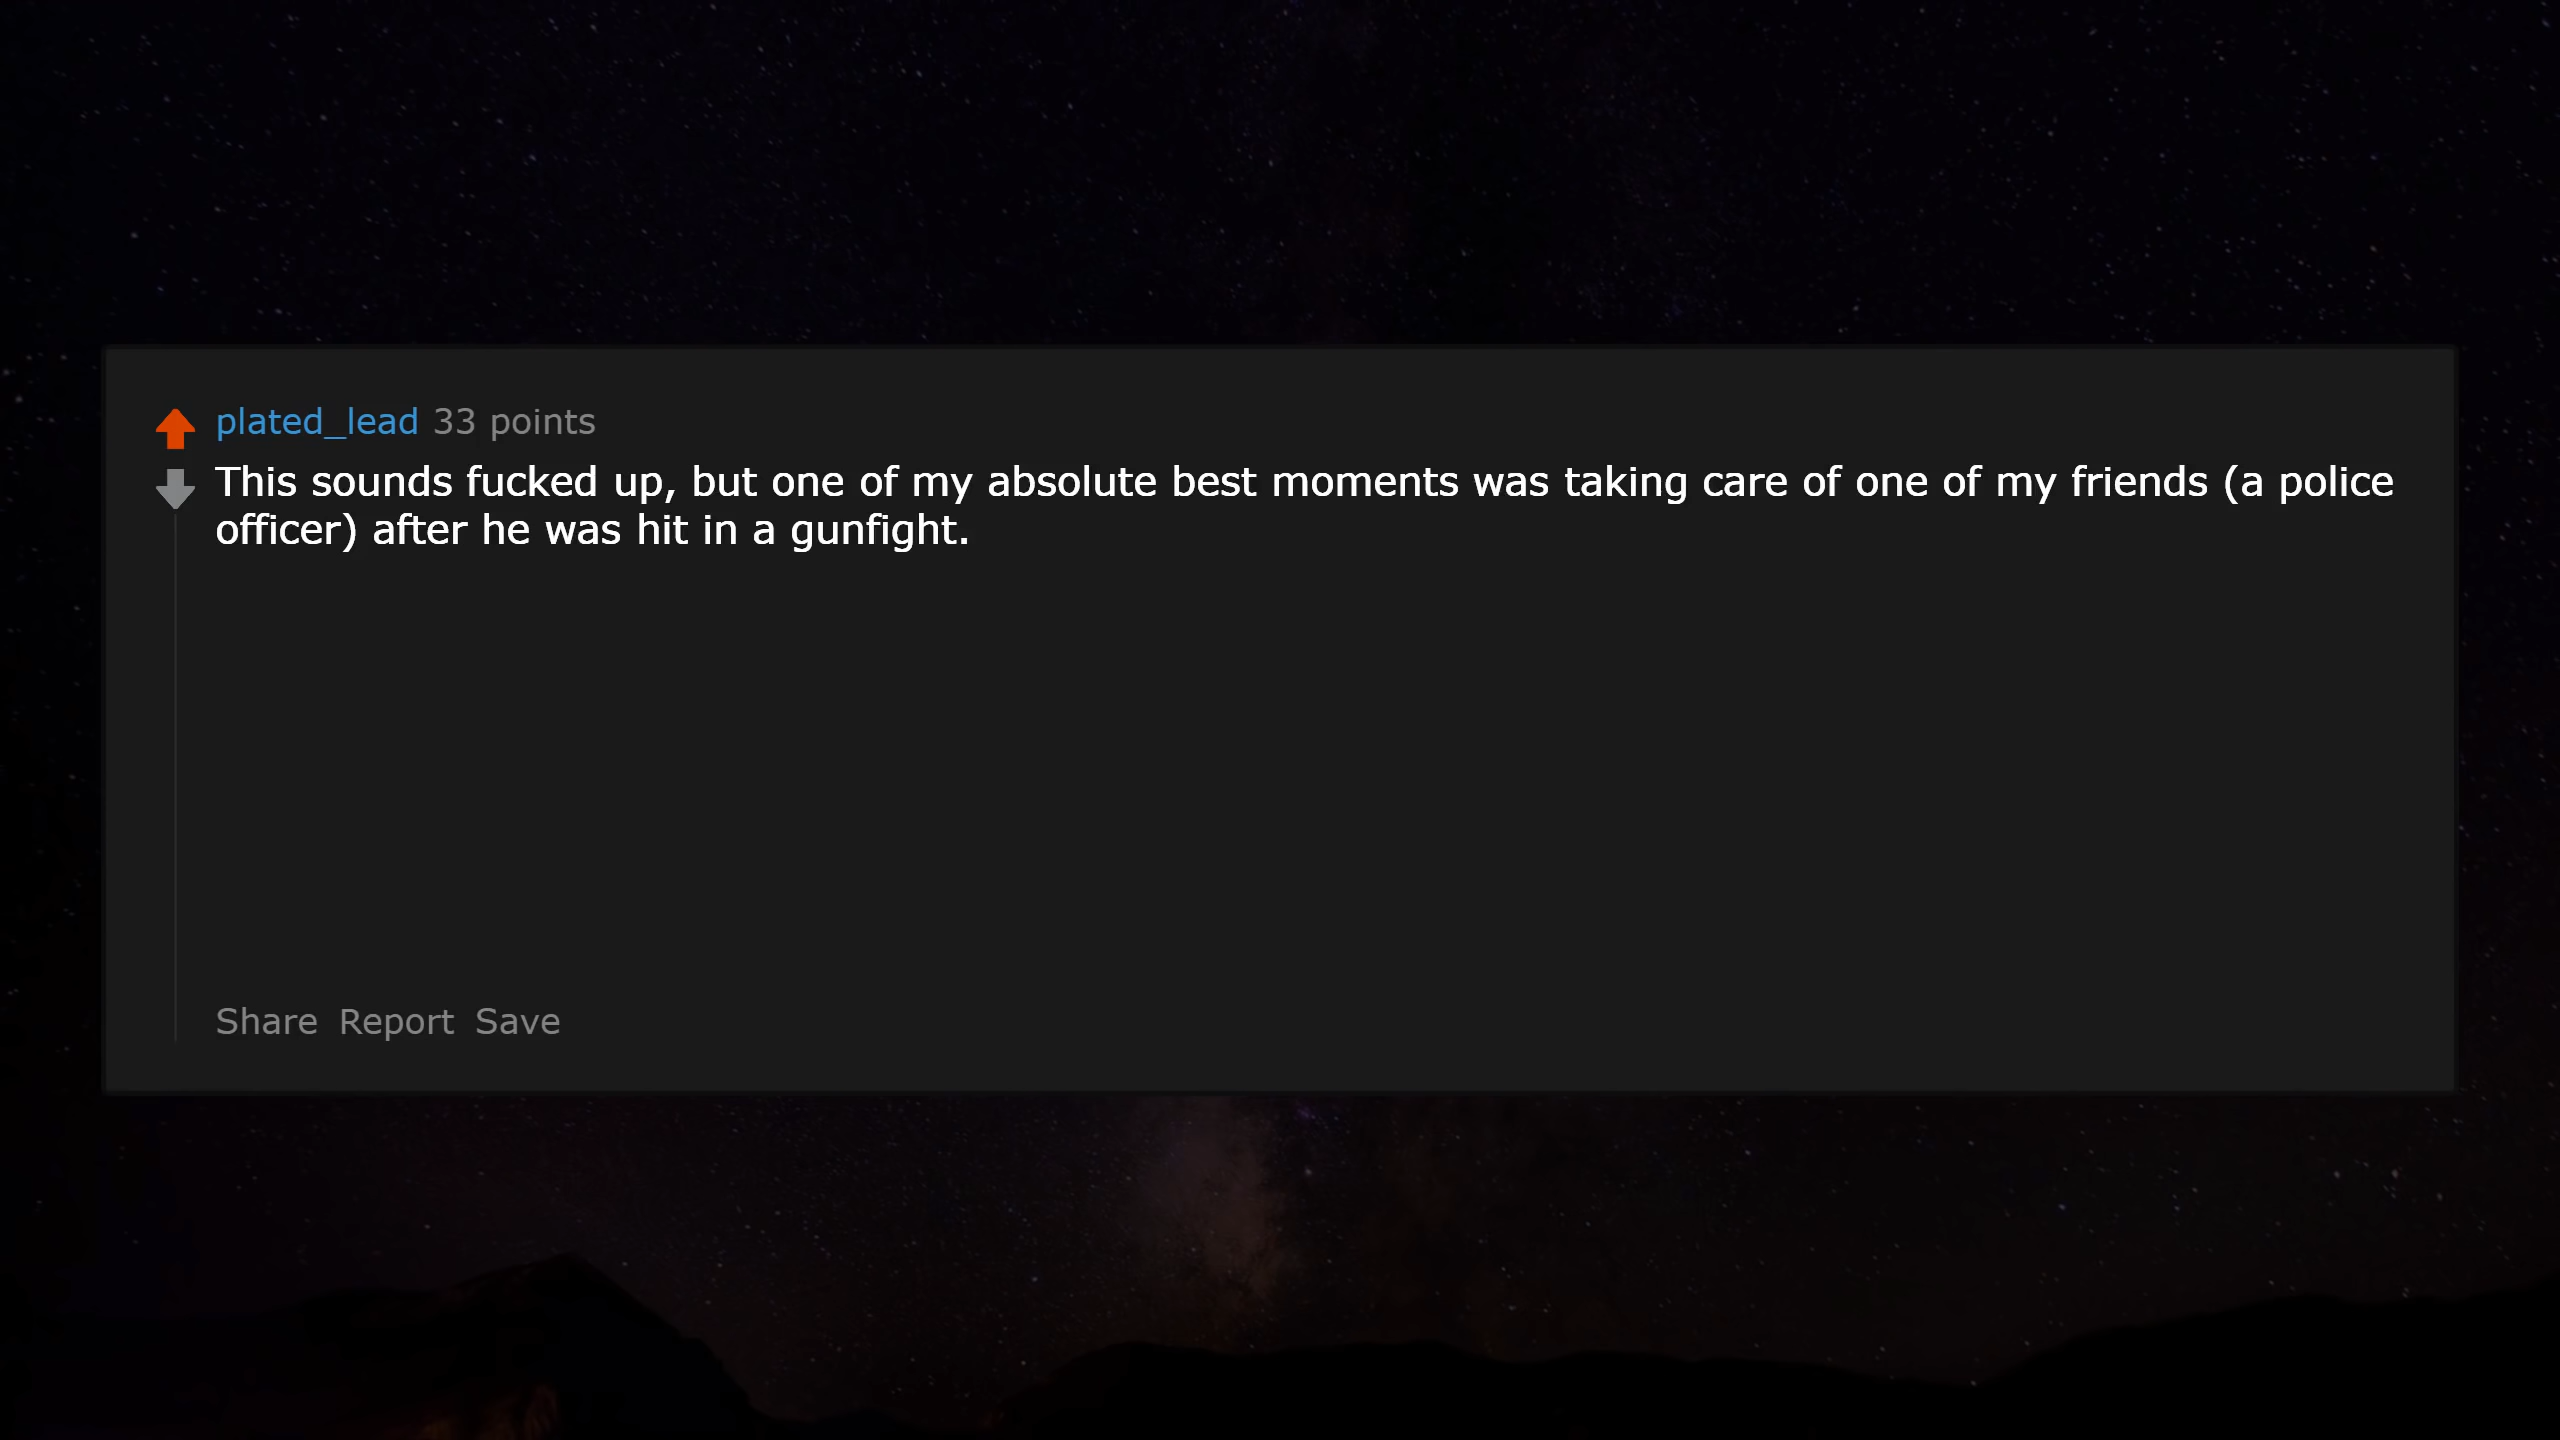 plated_lead 33 points
This sounds fucked up, but one of my absolute best moments was taking care of one of my friends (a police
officer) after he was hit in a gunfight.
Share Report Save